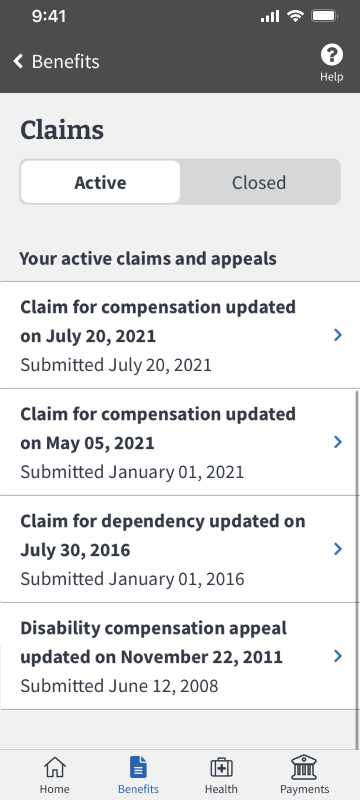 9:41
Benefits
Help
Claims
Active Closed
Your active claims and appeals
Claim for compensation updated
on July 20, 2021
Submitted July 20, 2021
Claim for compensation updated
on May 05, 2021
Submitted January 01, 2021
Claim for dependency updated on
July 30, 2016
Submitted January 01, 2016
Disability compensation appeal
updated on November 22, 2011
Submitted June 12, 2008
Home Benefits Health Payments